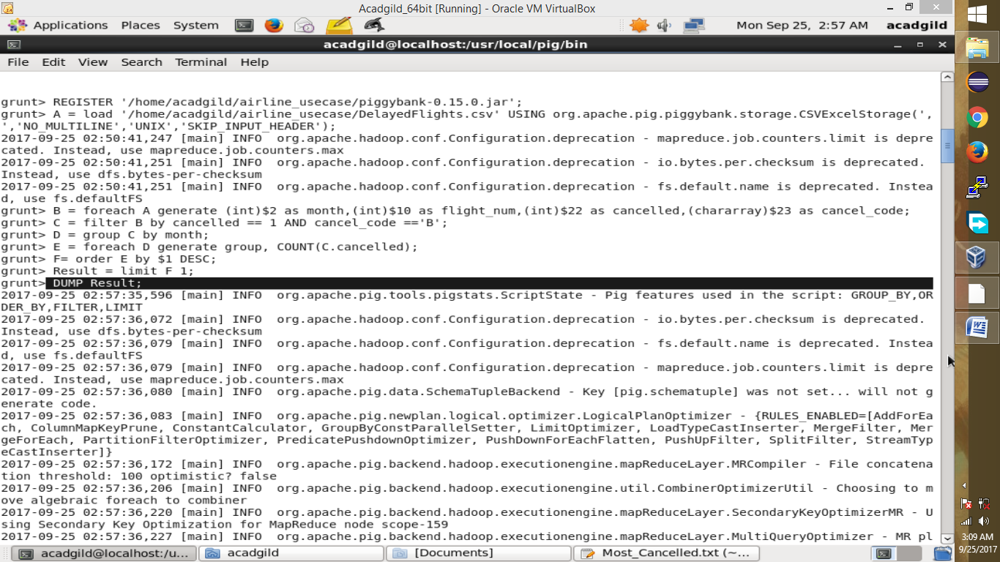 Acadgild_64bit [Running] - Oracle VM VirtualBox
Applications Places System Mon Sep 25, 2:57 AM acadgild
acadgild@localhost:/usr/local/pig/bin
File Edit View Search Terminal Help
grunt> REGISTER '/home/acadgild/airline_usecase/piggybank-0.15.0.jar';
grunt> A = load '/home/acadgild/airline_usecase/DelayedFlights.csv' USING org.apache.pig.piggybank.storage.CSVExcelStorage(',
','NO_MULTILINE','UNIX','SKIP_INPUT_HEADER');
2017-09-25 02:50:41,247 [main] INFO  org.apache.hadoop.conf.Configuration.deprecation - mapreduce.job.counters.limit is depre
cated. Instead, use mapreduce.job.counters.max
2017-09-25 02:50:41,251 [main] INFO  org.apache.hadoop.conf.Configuration.deprecation - io.bytes.per.checksum is deprecated.
Instead, use dfs.bytes-per-checksum
2017-09-25 02:50:41,251 [main] INFO  org.apache.hadoop.conf.Configuration.deprecation - fs.default.name is deprecated. Instea
d, use fs.defaultFS
grunt> B = foreach A generate (int)$2 as month,(int)$10 as flight_num,(int)$22 as cancelled,(chararray)$23 as cancel_code;
grunt> C = filter B by cancelled == 1 AND cancel_code =='B';
grunt> D = group C by month;
grunt> E = foreach D generate group, COUNT(C.cancelled);
grunt> F= order E by $1 DESC;
grunt> Result = limit F 1;
grunt> DUMP Result;
2017-09-25 02:57:35,596 [main] INFO  org.apache.pig.tools.pigstats.ScriptState - Pig features used in the script: GROUP_BY,OR
DER_BY,FILTER,LIMIT
2017-09-25 02:57:36,072 [main] INFO  org.apache.hadoop.conf.Configuration.deprecation - io.bytes.per.checksum is deprecated.
Instead, use dfs.bytes-per-checksum
2017-09-25 02:57:36,079 [main] INFO  org.apache.hadoop.conf.Configuration.deprecation - fs.default.name is deprecated. Instea
d, use fs.defaultFS
2017-09-25 02:57:36,079 [main] INFO  org.apache.hadoop.conf.Configuration.deprecation - mapreduce.job.counters.limit is depre
cated. Instead, use mapreduce.job.counters.max
2017-09-25 02:57:36,080 [main] INFO  org.apache.pig.data.SchemaTupleBackend - Key [pig.schematuple] was not set... will not g
enerate code.
2017-09-25 02:57:36,083 [main] INFO  org.apache.pig.newplan.logical.optimizer.LogicalPlanOptimizer - {RULES_ENABLED=[AddForEa
ch, ColumnMapKeyPrune, ConstantCalculator, GroupByConstParallelSetter, LimitOptimizer, LoadTypeCastInserter, MergeFilter, Mer
geForEach, PartitionFilterOptimizer, PredicatePushdownOptimizer, PushDownForEachFlatten, PushUpFilter, SplitFilter, StreamTyp
eCastInserter]}
2017-09-25 02:57:36,172 [main] INFO  org.apache.pig.backend.hadoop.executionengine.mapReduceLayer.MRCompiler - File concatena
tion threshold: 100 optimistic? false
2017-09-25 02:57:36,206 [main] INFO  org.apache.pig.backend.hadoop.executionengine.util.CombinerOptimizerUtil - Choosing to m
ove algebraic foreach to combiner
2017-09-25 02:57:36,220 [main] INFO  org.apache.pig.backend.hadoop.executionengine.mapReduceLayer.SecondaryKeyOptimizerMR - U
sing Secondary Key Optimization for MapReduce node scope-159
2017-09-25 02:57:36,227 [main] INFO  org.apache.pig.backend.hadoop.executionengine.mapReduceLayer.MultiQueryOptimizer - MR pl
acadgild@localhost:/u... acadgild [Documents] Most_Cancelled.txt (~...
3:09 AM
9/25/2017